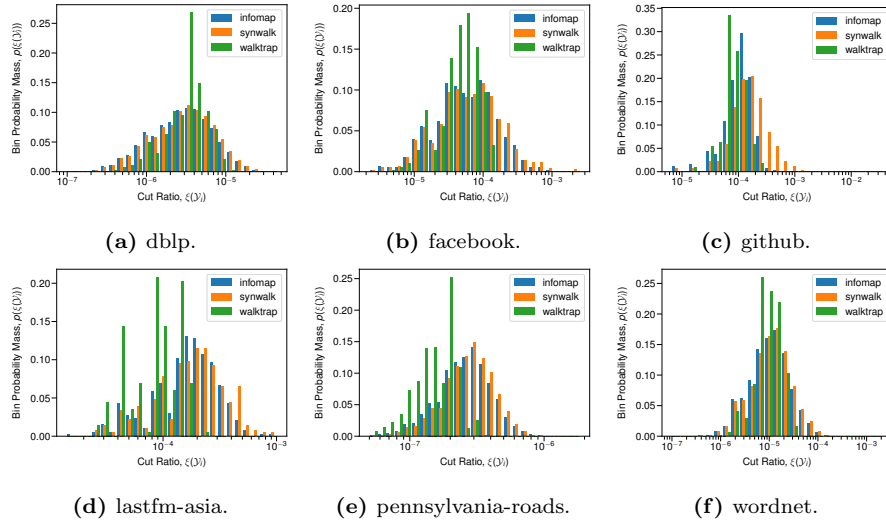 Bin Probability Mass, p(ξ(𝒴ᵢ))
0.25
0.20
0.15
0.10
0.05
0.00
infomap
synwalk
walktrap
10⁻⁷
10⁻⁶
10⁻⁵
Cut Ratio, ξ(𝒴ᵢ)
(a) dblp.
Bin Probability Mass, p(ξ(𝒴ᵢ))
0.20
0.15
0.10
0.05
0.00
infomap
synwalk
walktrap
10⁻⁵
10⁻⁴
10⁻³
Cut Ratio, ξ(𝒴ᵢ)
(b) facebook.
Bin Probability Mass, p(ξ(𝒴ᵢ))
0.35
0.30
0.25
0.20
0.15
0.10
0.05
0.00
infomap
synwalk
walktrap
10⁻⁵
10⁻⁴
10⁻³
10⁻²
Cut Ratio, ξ(𝒴ᵢ)
(c) github.
Bin Probability Mass, p(ξ(𝒴ᵢ))
0.20
0.15
0.10
0.05
0.00
infomap
synwalk
walktrap
10⁻⁴
10⁻³
Cut Ratio, ξ(𝒴ᵢ)
(d) lastfm-asia.
Bin Probability Mass, p(ξ(𝒴ᵢ))
0.25
0.20
0.15
0.10
0.05
0.00
infomap
synwalk
walktrap
10⁻⁷
10⁻⁶
Cut Ratio, ξ(𝒴ᵢ)
(e) pennsylvania-roads.
Bin Probability Mass, p(ξ(𝒴ᵢ))
0.25
0.20
0.15
0.10
0.05
0.00
infomap
synwalk
walktrap
10⁻⁷
10⁻⁶
10⁻⁵
10⁻⁴
10⁻³
10⁻²
Cut Ratio, ξ(𝒴ᵢ)
(f) wordnet.